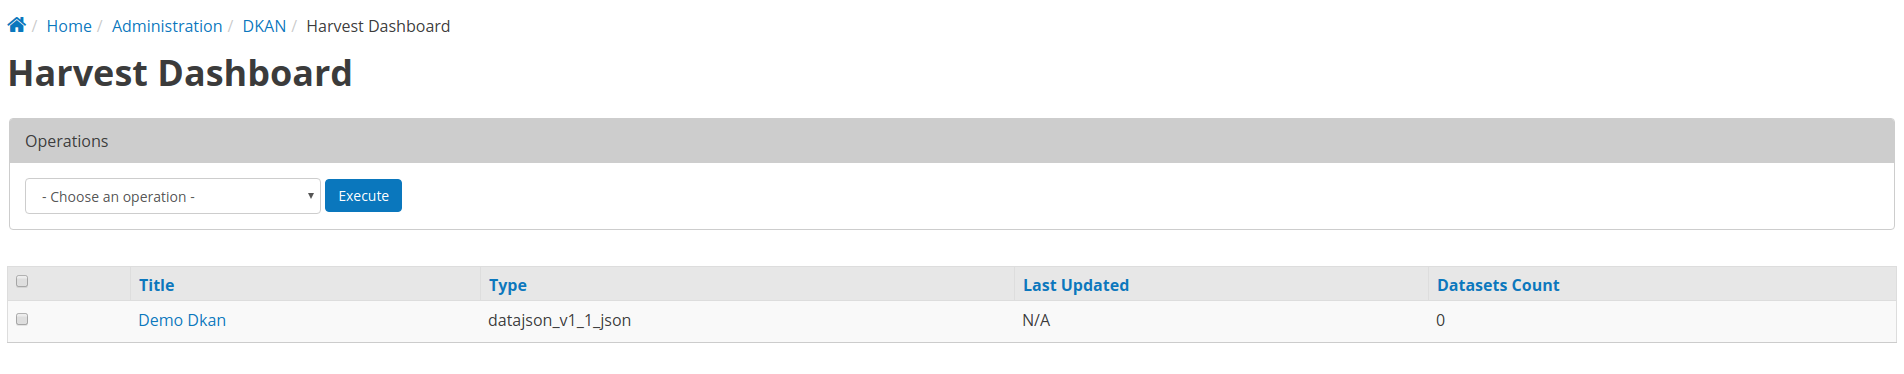 / Home / Administration / DKAN / Harvest Dashboard
Harvest Dashboard
Operations
- Choose an operation - Execute
Title Type Last Updated Datasets Count
Demo Dkan datajson_v1_1_json N/A 0